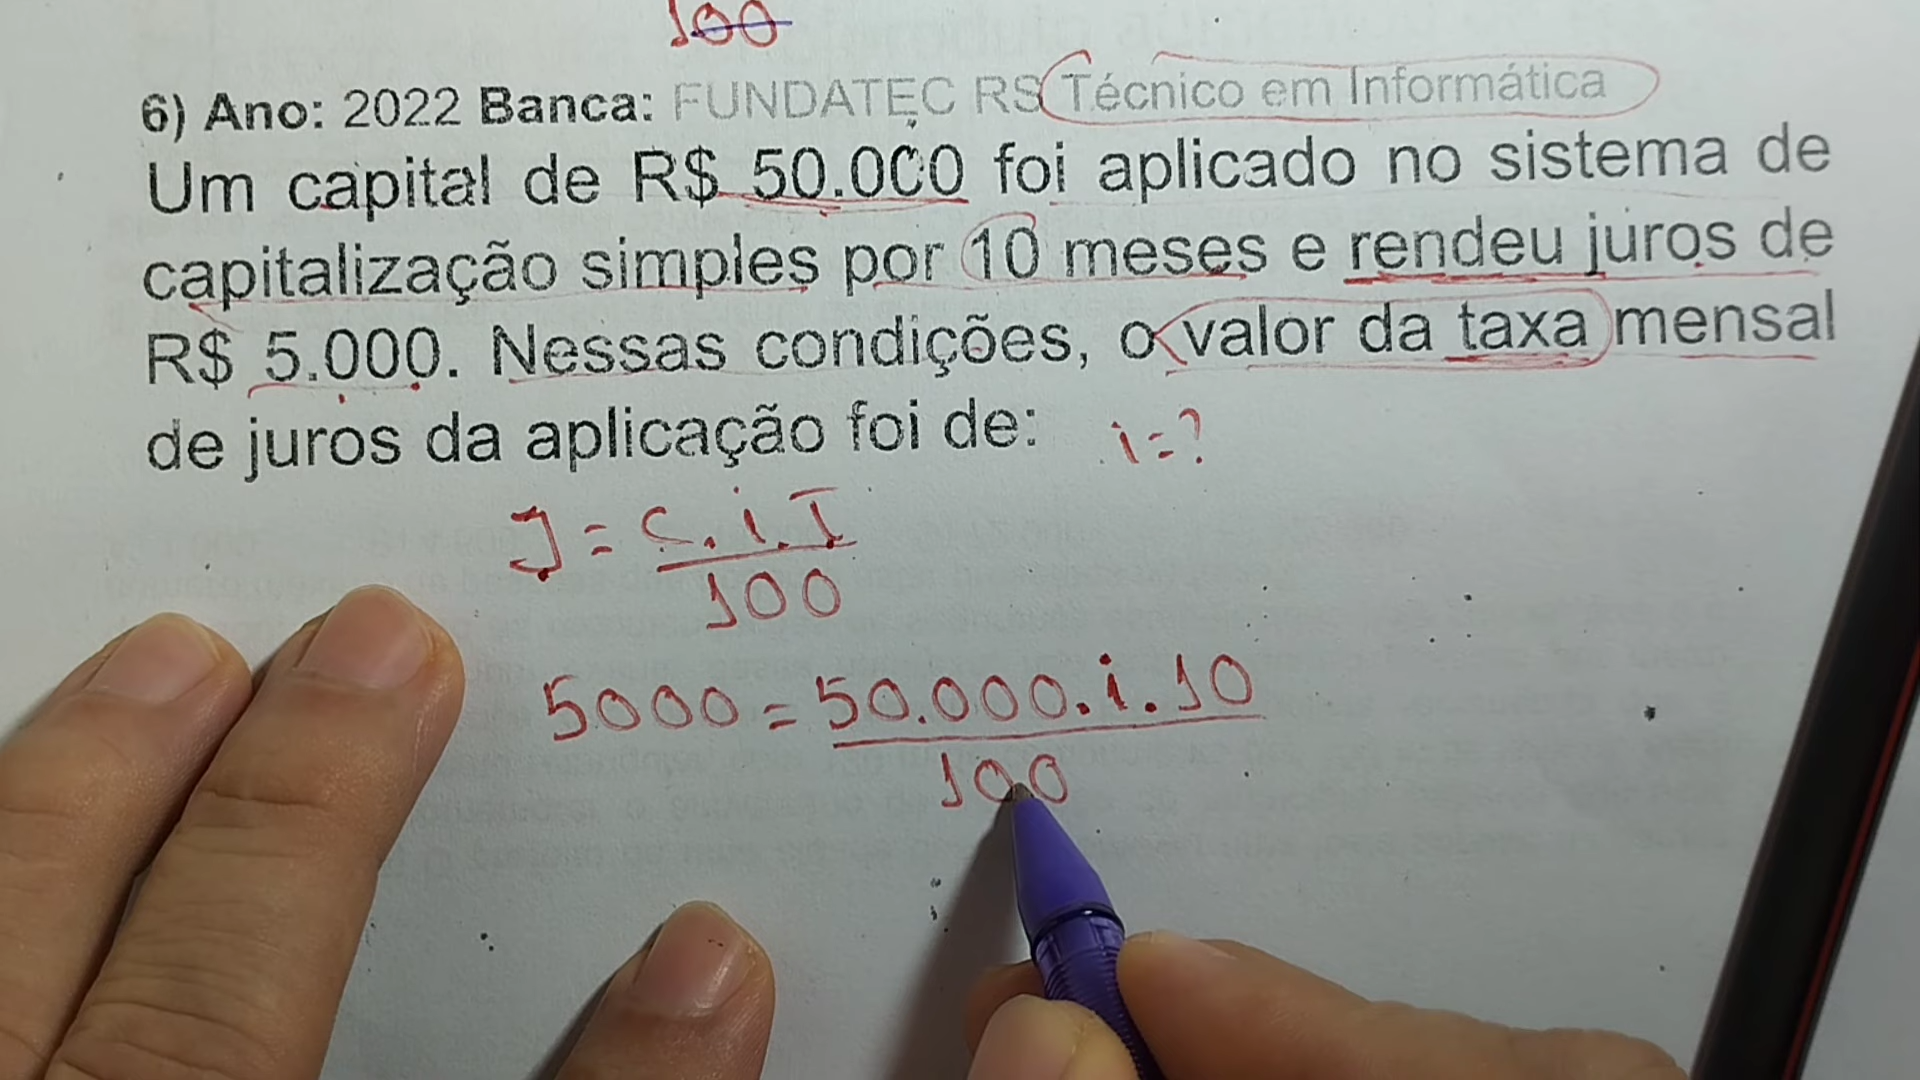 100
6) Ano: 2022 Banca: FUNDATEC RS Técnico em Informática
Um capital de R$ 50.000 foi aplicado no sistema de
capitalização simples por 10 meses e rendeu juros de
R$ 5.000. Nessas condições, o valor da taxa mensal
de juros da aplicação foi de: i=?
J = C.i.T
100
5000 = 50.000.i.10
100